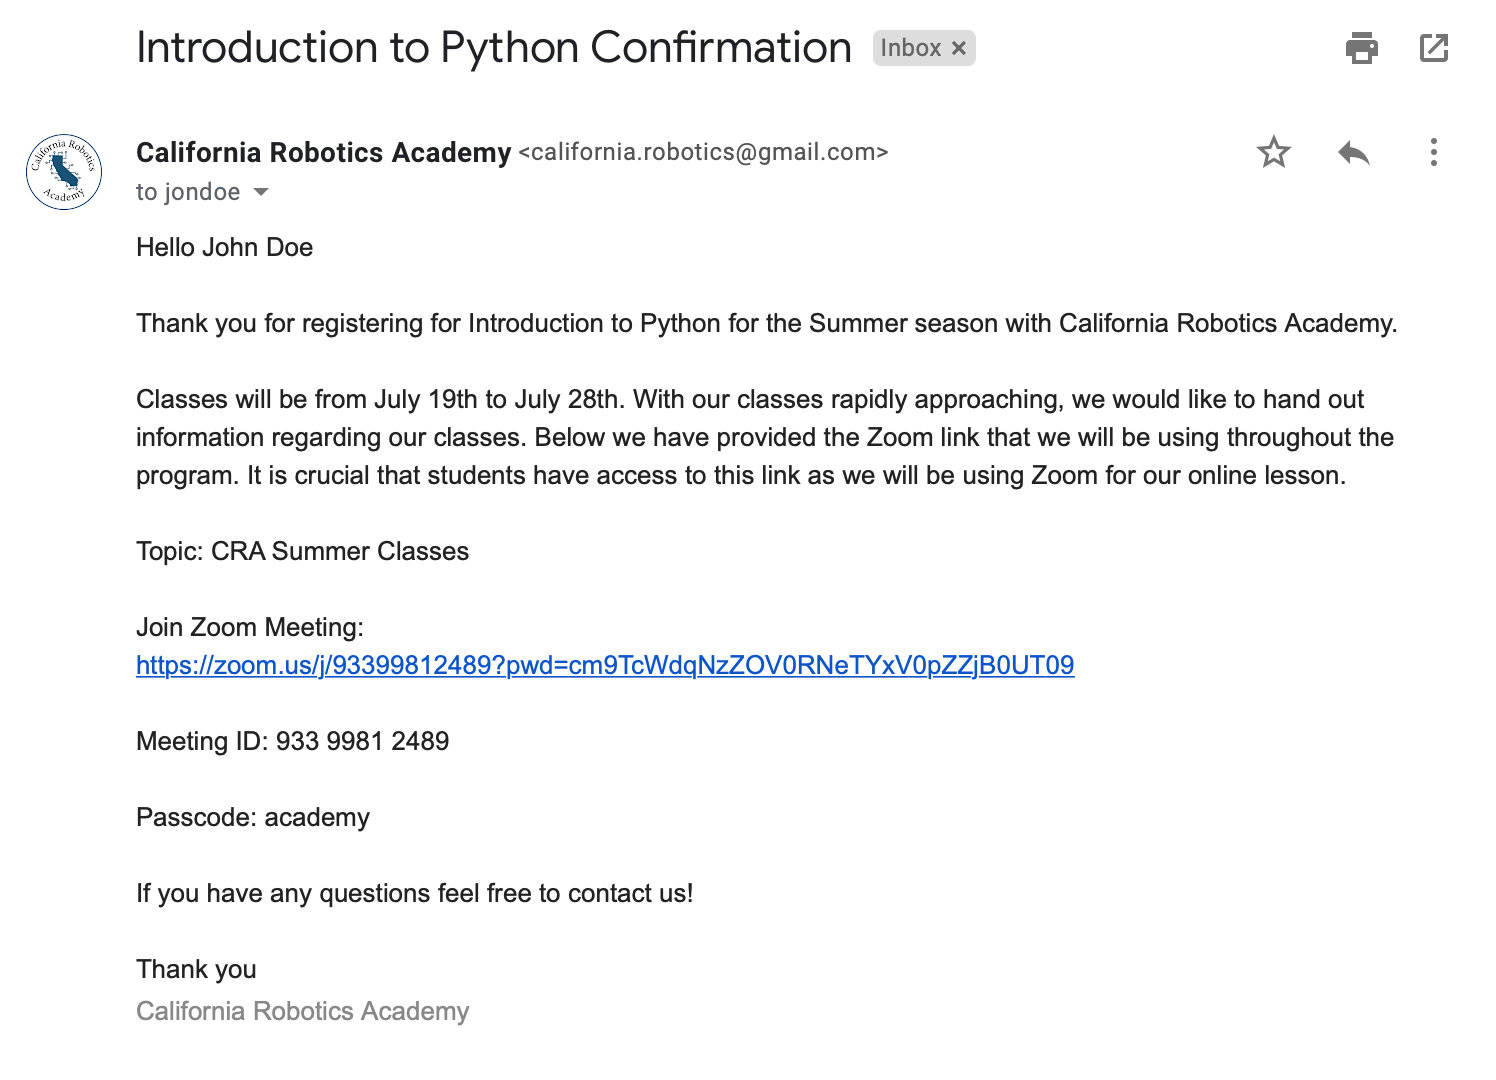 Introduction to Python Confirmation Inbox ×
California Robotics Academy <california.robotics@gmail.com>
California Robotics
Academy
to jondoe
Hello John Doe
Thank you for registering for Introduction to Python for the Summer season with California Robotics Academy.
Classes will be from July 19th to July 28th. With our classes rapidly approaching, we would like to hand out
information regarding our classes. Below we have provided the Zoom link that we will be using throughout the
program. It is crucial that students have access to this link as we will be using Zoom for our online lesson.
Topic: CRA Summer Classes
Join Zoom Meeting:
https://zoom.us/j/93399812489?pwd=cm9TcWdqNzZOV0RNeTYxV0pZZjB0UT09
Meeting ID: 933 9981 2489
Passcode: academy
If you have any questions feel free to contact us!
Thank you
California Robotics Academy